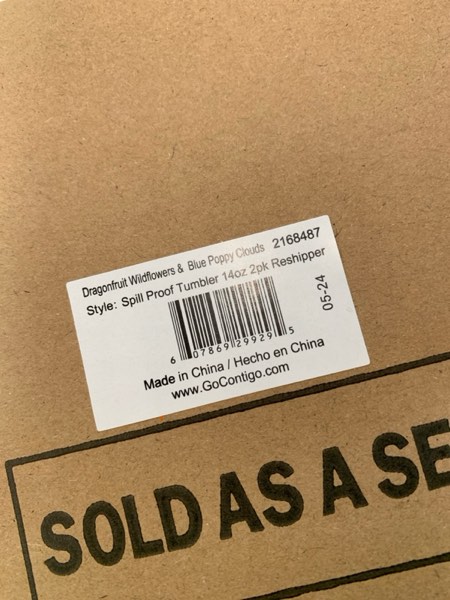 Dragonfruit Wildflowers & Blue Poppy Clouds 2168487
Style: Spill Proof Tumbler 14oz 2pk Reshipper
6 07869 29929 5
05-24
Made in China / Hecho en China
www.GoContigo.com
SOLD AS A SE